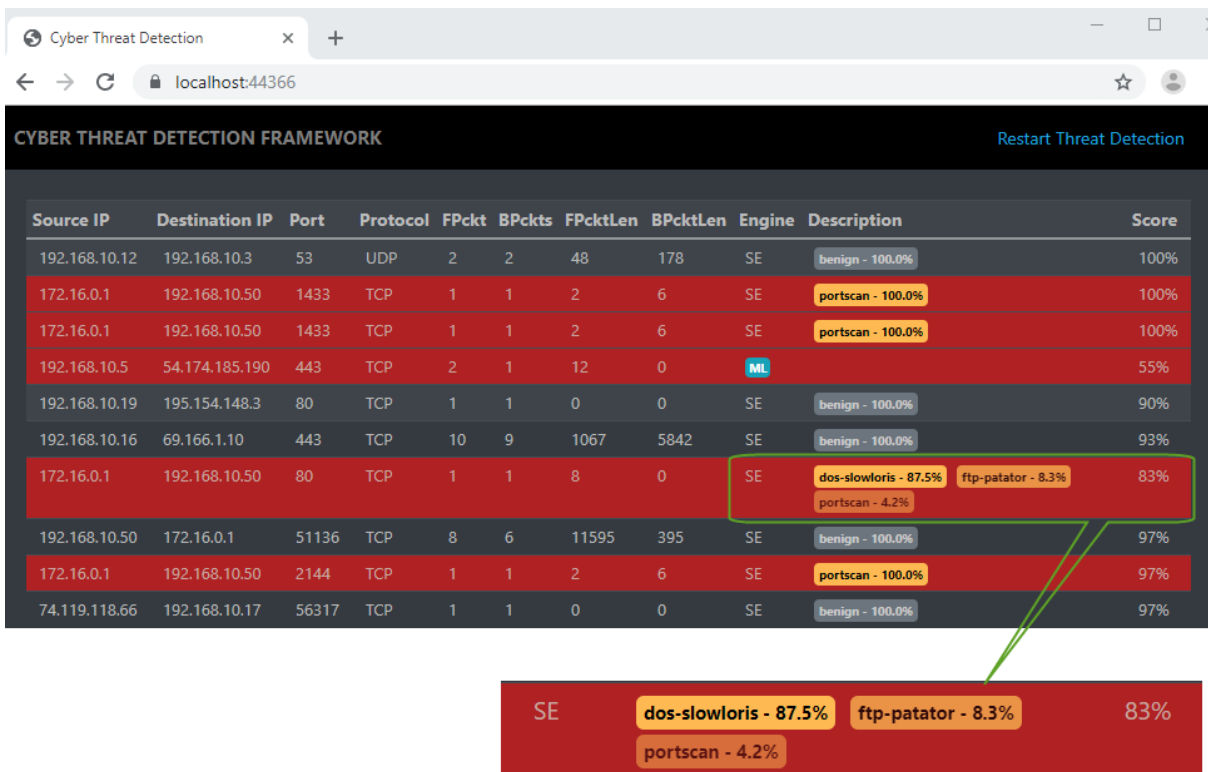 Cyber Threat Detection
localhost:44366
CYBER THREAT DETECTION FRAMEWORK Restart Threat Detection
Source IP Destination IP Port Protocol FPckt BPckts FPcktLen BPcktLen Engine Description Score
192.168.10.12 192.168.10.3 53 UDP 2 2 48 178 SE benign - 100.0% 100%
172.16.0.1 192.168.10.50 1433 TCP 1 1 2 6 SE portscan - 100.0% 100%
172.16.0.1 192.168.10.50 1433 TCP 1 1 2 6 SE portscan - 100.0% 100%
192.168.10.5 54.174.185.190 443 TCP 2 1 12 0 ML 55%
192.168.10.19 195.154.148.3 80 TCP 1 1 0 0 SE benign - 100.0% 90%
192.168.10.16 69.166.1.10 443 TCP 10 9 1067 5842 SE benign - 100.0% 93%
172.16.0.1 192.168.10.50 80 TCP 1 1 8 0 SE dos-slowloris - 87.5% ftp-patator - 8.3% 83%
portscan - 4.2%
192.168.10.50 172.16.0.1 51136 TCP 8 6 11595 395 SE benign - 100.0% 97%
172.16.0.1 192.168.10.50 2144 TCP 1 1 2 6 SE portscan - 100.0% 97%
74.119.118.66 192.168.10.17 56317 TCP 1 1 0 0 SE benign - 100.0% 97%
SE dos-slowloris - 87.5% ftp-patator - 8.3% 83%
portscan - 4.2%